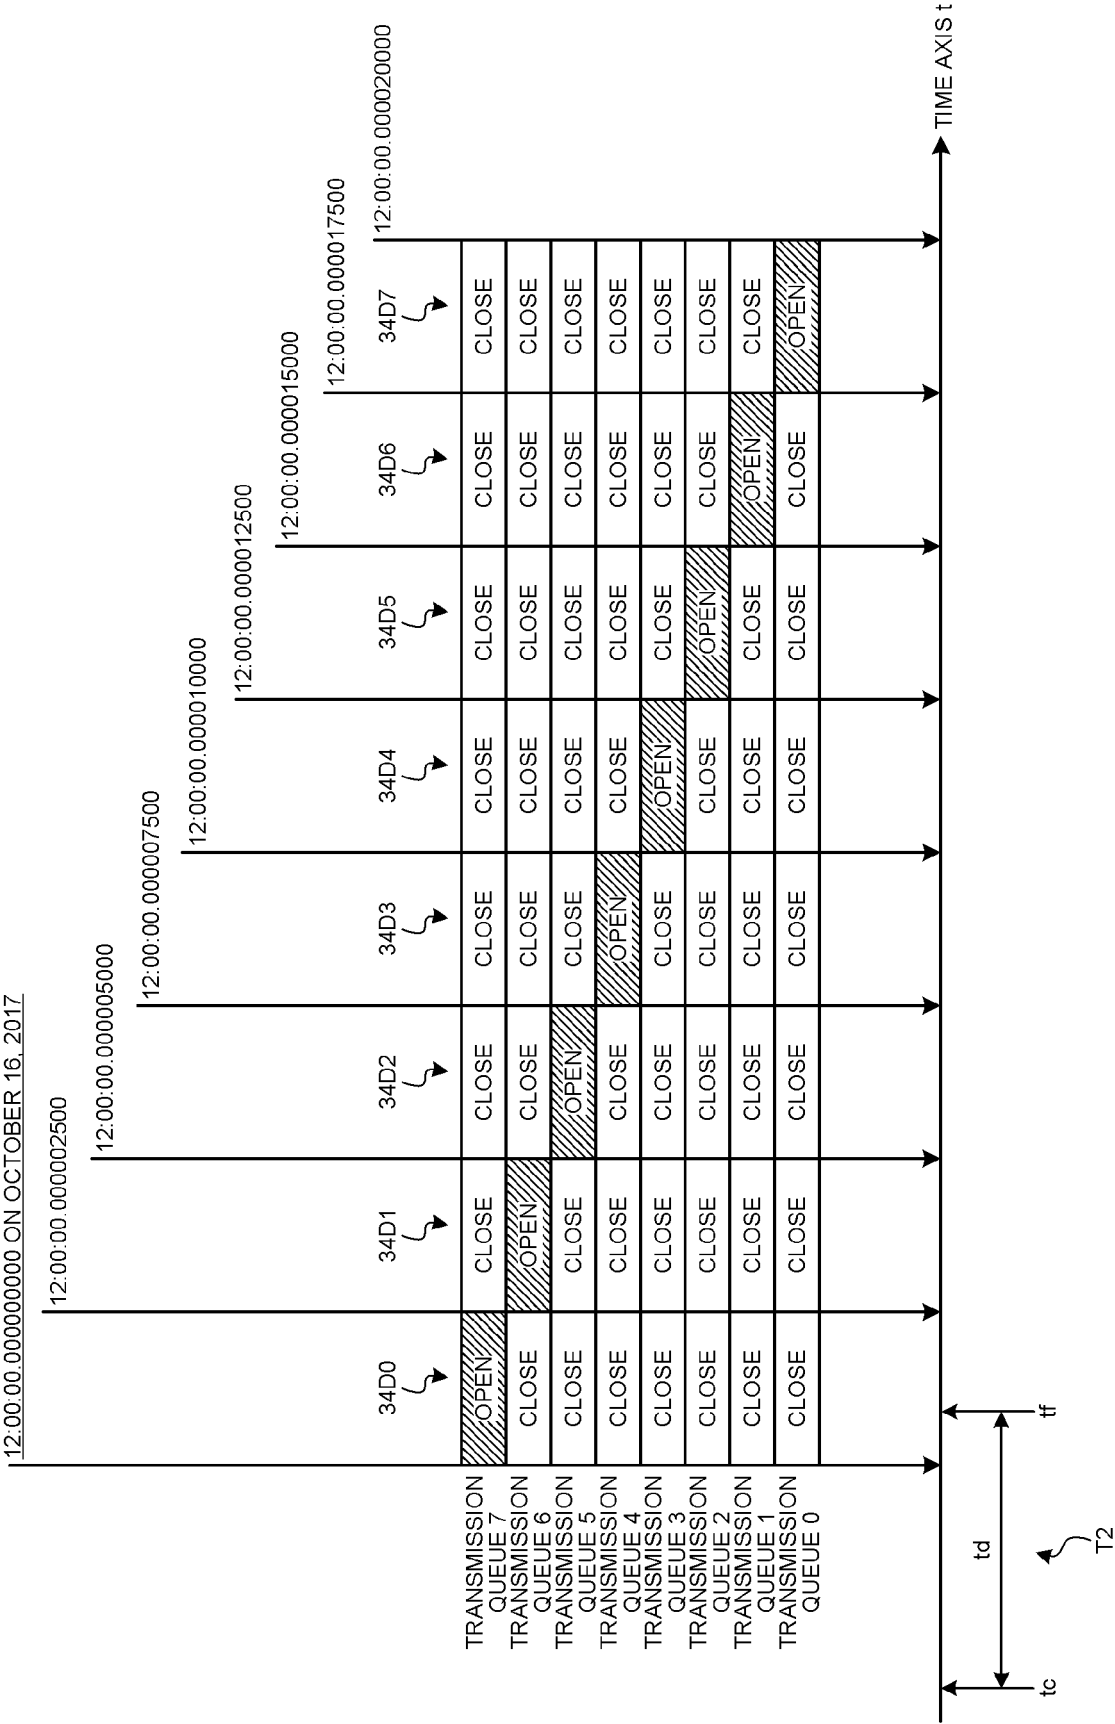 12:00:00.000000000 ON OCTOBER 16, 2017
12:00:00.000002500
12:00:00.000005000
12:00:00.000007500
12:00:00.000010000
12:00:00.000012500
12:00:00.000015000
12:00:00.000017500
12:00:00.000020000
34D0 34D1 34D2 34D3 34D4 34D5 34D6 34D7
TRANSMISSION
QUEUE 7
OPEN CLOSE CLOSE CLOSE CLOSE CLOSE CLOSE CLOSE
TRANSMISSION
QUEUE 6
CLOSE OPEN CLOSE CLOSE CLOSE CLOSE CLOSE CLOSE
TRANSMISSION
QUEUE 5
CLOSE CLOSE OPEN CLOSE CLOSE CLOSE CLOSE CLOSE
TRANSMISSION
QUEUE 4
CLOSE CLOSE CLOSE OPEN CLOSE CLOSE CLOSE CLOSE
TRANSMISSION
QUEUE 3
CLOSE CLOSE CLOSE CLOSE OPEN CLOSE CLOSE CLOSE
TRANSMISSION
QUEUE 2
CLOSE CLOSE CLOSE CLOSE CLOSE OPEN CLOSE CLOSE
TRANSMISSION
QUEUE 1
CLOSE CLOSE CLOSE CLOSE CLOSE CLOSE OPEN CLOSE
TRANSMISSION
QUEUE 0
CLOSE CLOSE CLOSE CLOSE CLOSE CLOSE CLOSE OPEN
TIME AXIS t
td
tc tf
T2